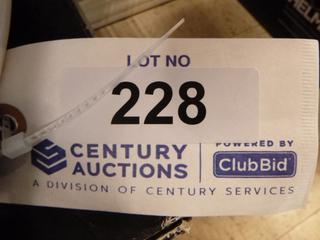 LOT NO
228
CENTURY
AUCTIONS
POWERED BY
ClubBid
A DIVISION OF CENTURY SERVICES